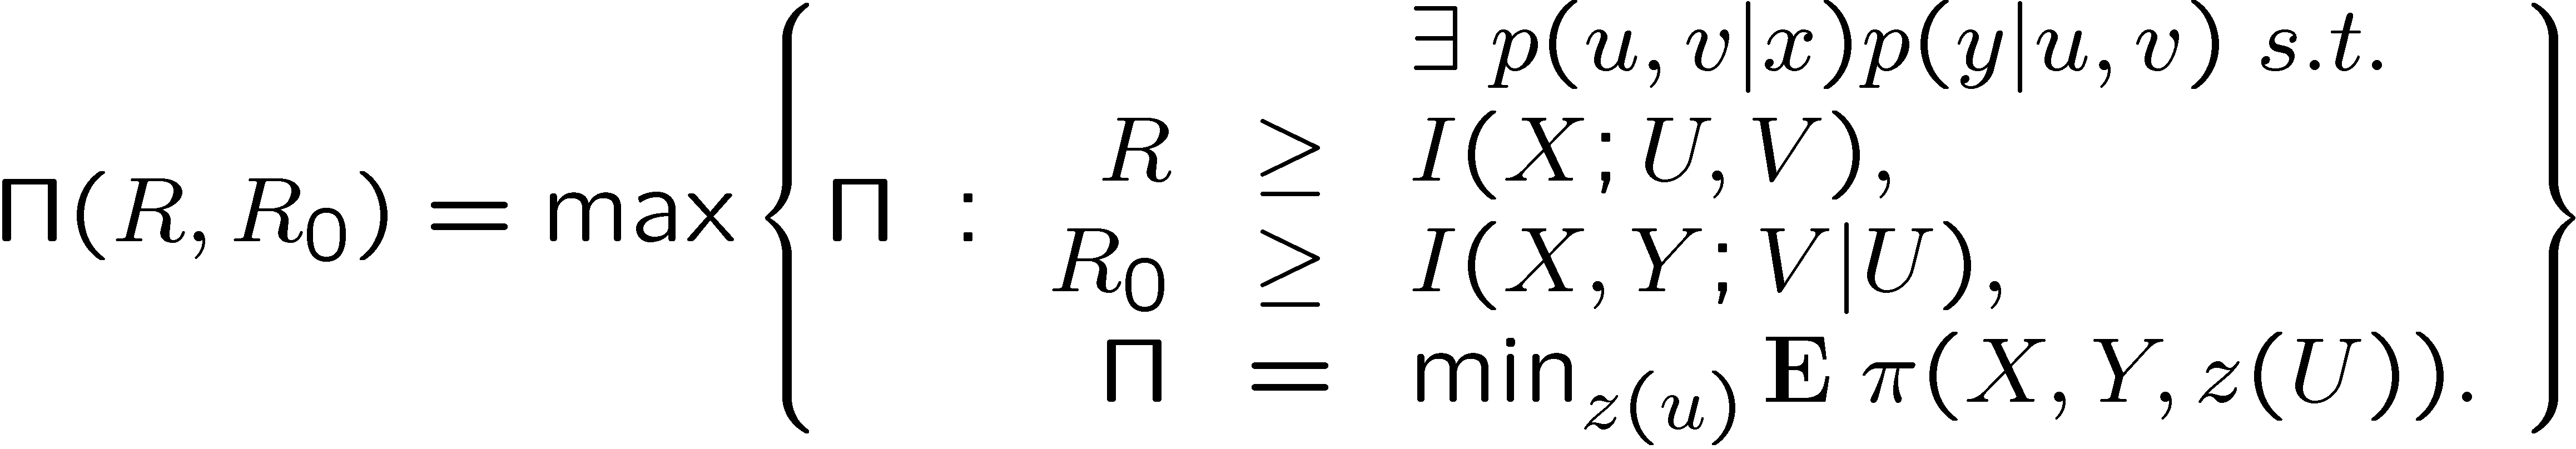 ∃ p(u, v|x)p(y|u, v) s.t.
R ≥ I(X; U, V),
Π(R, R₀) = max { Π :
R₀ ≥ I(X, Y; V|U),
Π = min_{z(u)} E π(X, Y, z(U)). }